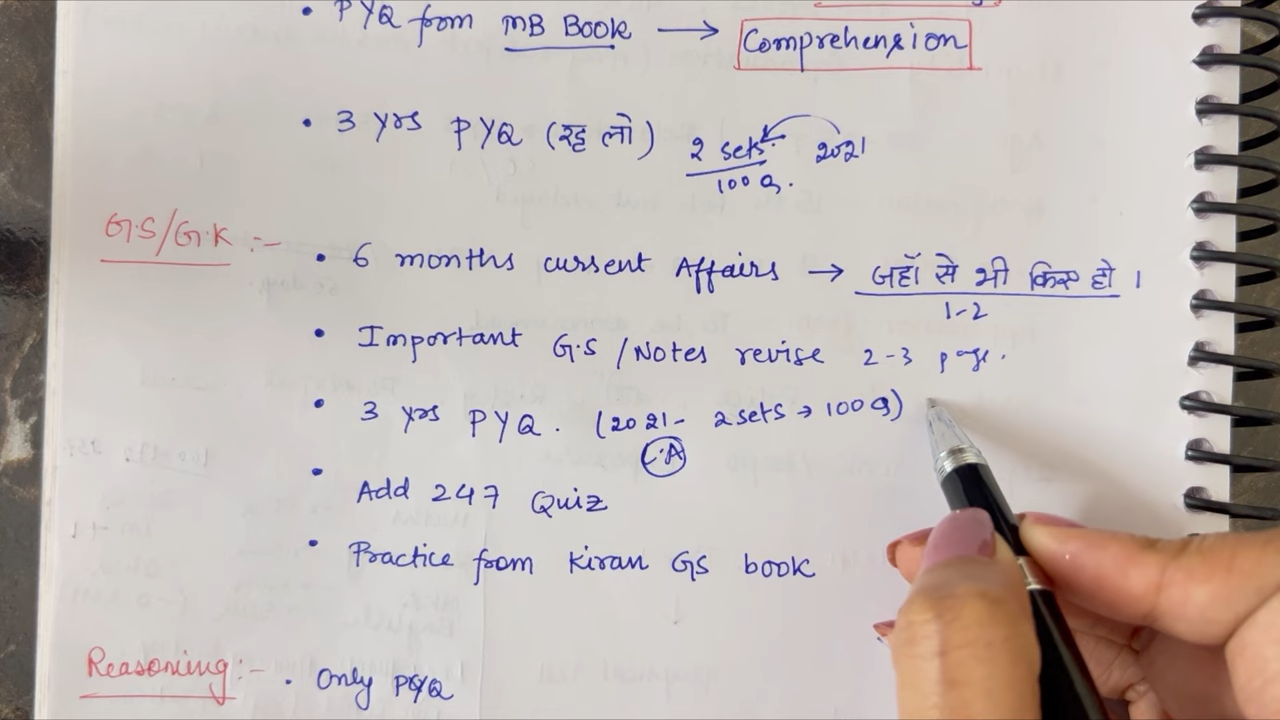 • PYQ from MB Book → Comprehension
• 3 yrs PYQ (रट्ट लो) 2 sets 2021
100 Q.
G.S/G.K :-
• 6 months current Affairs → जहाँ से भी किए हो ।
1-2
• Important G.S /Notes revise 2-3 page.
• 3 yrs PYQ. (2021- 2 sets → 100 Q)
C.A
• Add 247 Quiz
• Practice from Kiran GS book
Reasoning:- • Only PYQ